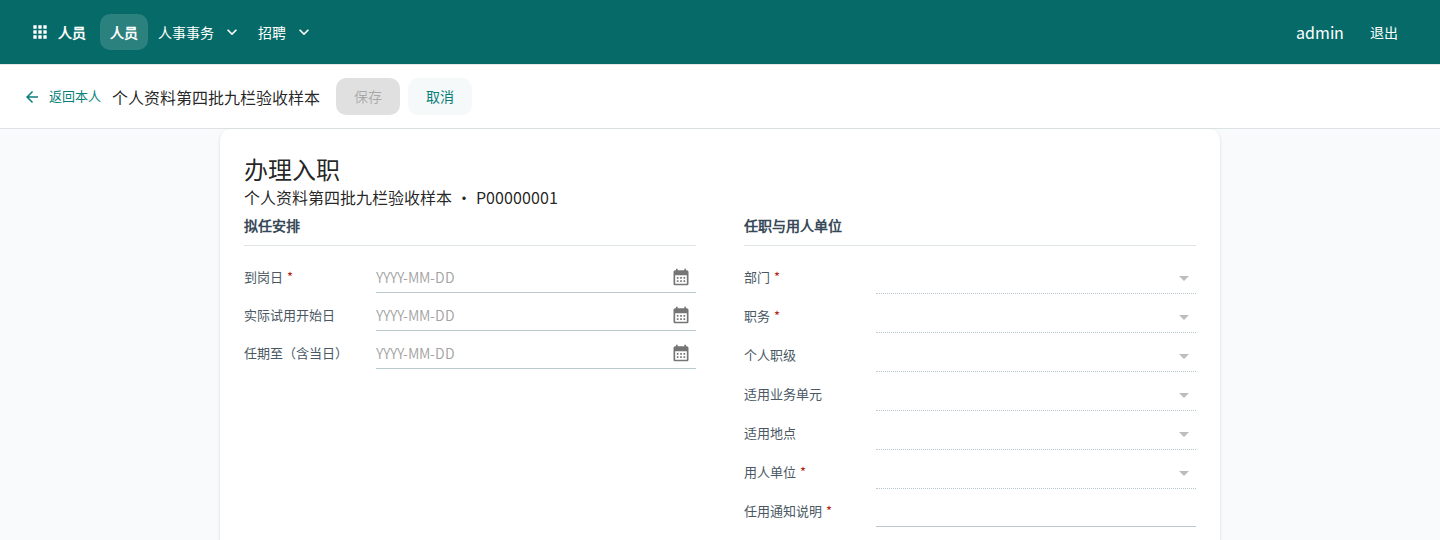 人员 人员 人事事务 招聘 admin 退出
返回本人 个人资料第四批九栏验收样本 保存 取消
办理入职
个人资料第四批九栏验收样本 · P00000001
拟任安排
到岗日 * YYYY-MM-DD
实际试用开始日 YYYY-MM-DD
任期至（含当日） YYYY-MM-DD
任职与用人单位
部门 *
职务 *
个人职级
适用业务单元
适用地点
用人单位 *
任用通知说明 *